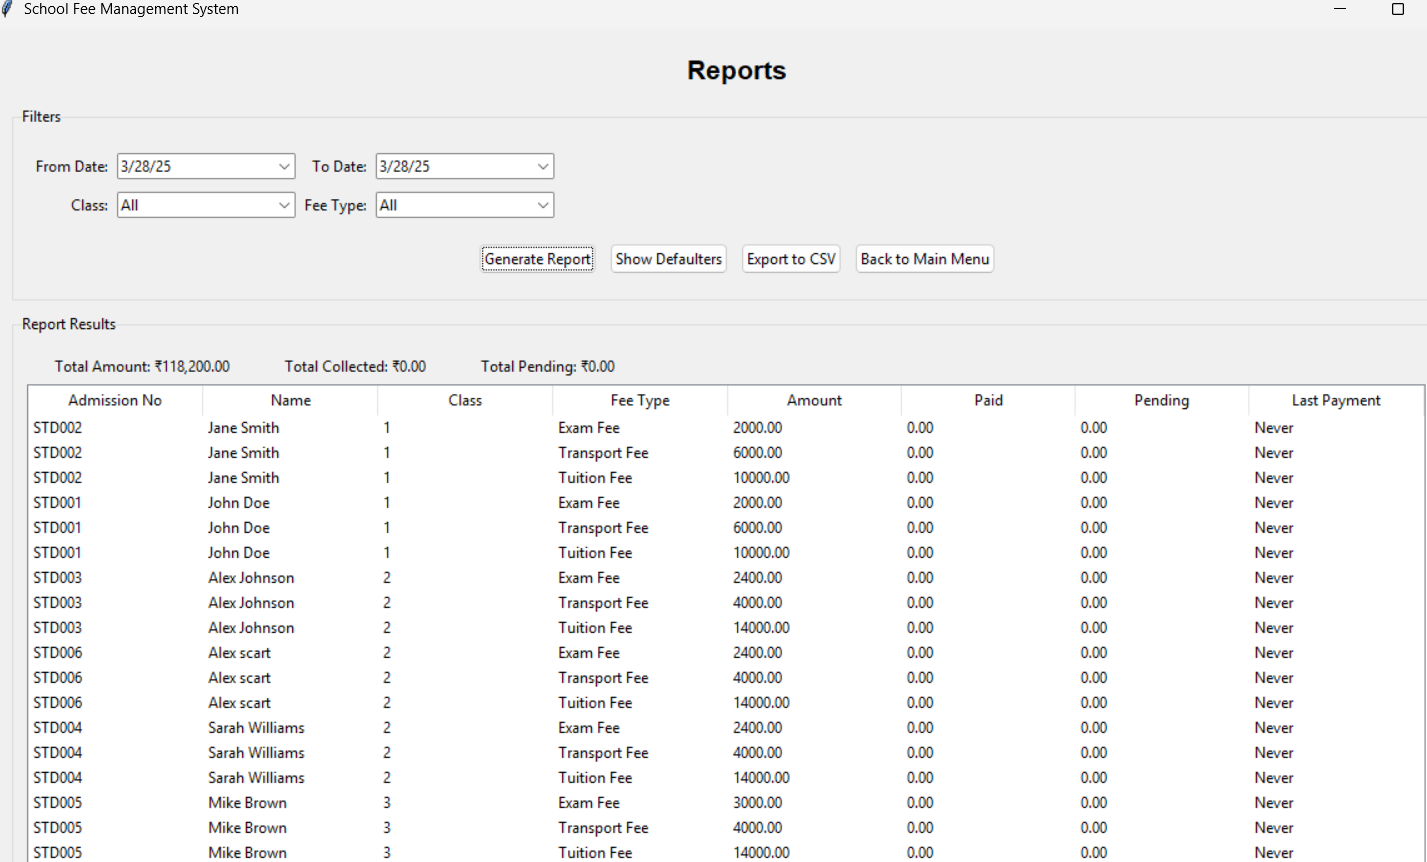 School Fee Management System
Reports
Filters
From Date: 3/28/25 To Date: 3/28/25
Class: All Fee Type: All
Generate Report Show Defaulters Export to CSV Back to Main Menu
Report Results
Total Amount: ₹118,200.00 Total Collected: ₹0.00 Total Pending: ₹0.00
Admission No Name Class Fee Type Amount Paid Pending Last Payment
STD002 Jane Smith 1 Exam Fee 2000.00 0.00 0.00 Never
STD002 Jane Smith 1 Transport Fee 6000.00 0.00 0.00 Never
STD002 Jane Smith 1 Tuition Fee 10000.00 0.00 0.00 Never
STD001 John Doe 1 Exam Fee 2000.00 0.00 0.00 Never
STD001 John Doe 1 Transport Fee 6000.00 0.00 0.00 Never
STD001 John Doe 1 Tuition Fee 10000.00 0.00 0.00 Never
STD003 Alex Johnson 2 Exam Fee 2400.00 0.00 0.00 Never
STD003 Alex Johnson 2 Transport Fee 4000.00 0.00 0.00 Never
STD003 Alex Johnson 2 Tuition Fee 14000.00 0.00 0.00 Never
STD006 Alex scart 2 Exam Fee 2400.00 0.00 0.00 Never
STD006 Alex scart 2 Transport Fee 4000.00 0.00 0.00 Never
STD006 Alex scart 2 Tuition Fee 14000.00 0.00 0.00 Never
STD004 Sarah Williams 2 Exam Fee 2400.00 0.00 0.00 Never
STD004 Sarah Williams 2 Transport Fee 4000.00 0.00 0.00 Never
STD004 Sarah Williams 2 Tuition Fee 14000.00 0.00 0.00 Never
STD005 Mike Brown 3 Exam Fee 3000.00 0.00 0.00 Never
STD005 Mike Brown 3 Transport Fee 4000.00 0.00 0.00 Never
STD005 Mike Brown 3 Tuition Fee 14000.00 0.00 0.00 Never